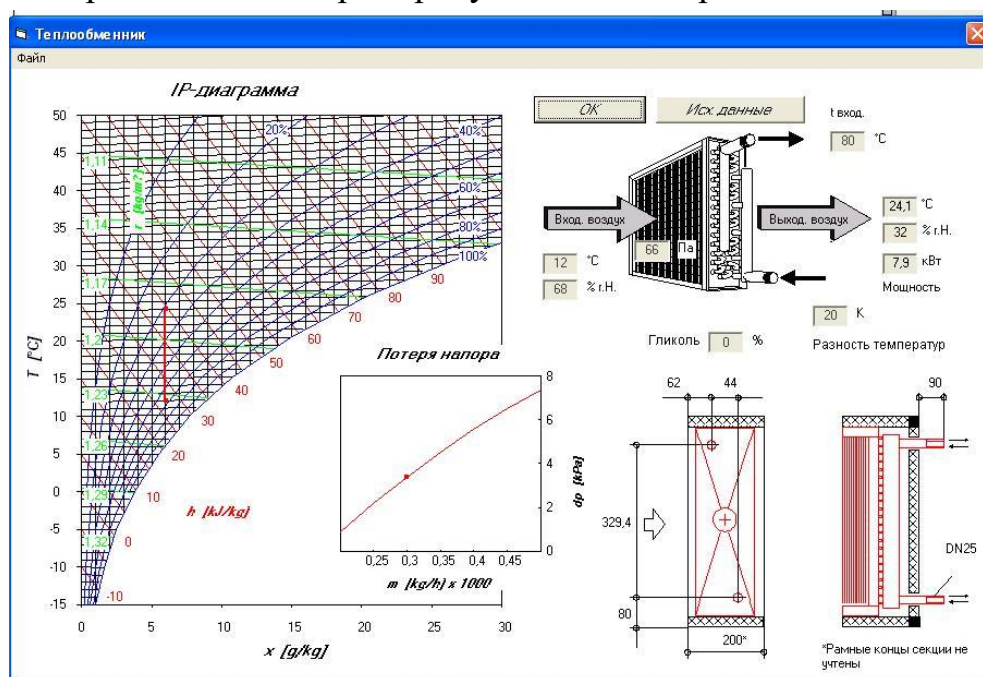 Теплообменник
Файл
IP-диаграмма
OK
Исх. данные
t вход.
80 °C
Вход. воздух
66 Па
Выход. воздух
12 °C
68 % r.H.
24,1 °C
32 % r.H.
7,9 кВт
Мощность
20 K
Разность температур
Гликоль 0 %
50
45
40
35
30
25
20
15
10
5
0
-5
-10
-15
T [°C]
0 5 10 15 20 25 30
x [g/kg]
1,11
1,14
1,17
1,2
1,23
1,26
1,29
1,32
r [kg/m?]
20%
40%
60%
80%
100%
90
80
70
60
50
40
30
20
10
0
-10
h [kJ/kg]
Потеря напора
8
6
4
2
0
dp [kPa]
0,25 0,3 0,35 0,4 0,45
m [kg/h] x 1000
62 44
329,4
80
200*
90
DN25
*Рамные концы секции не
учтены